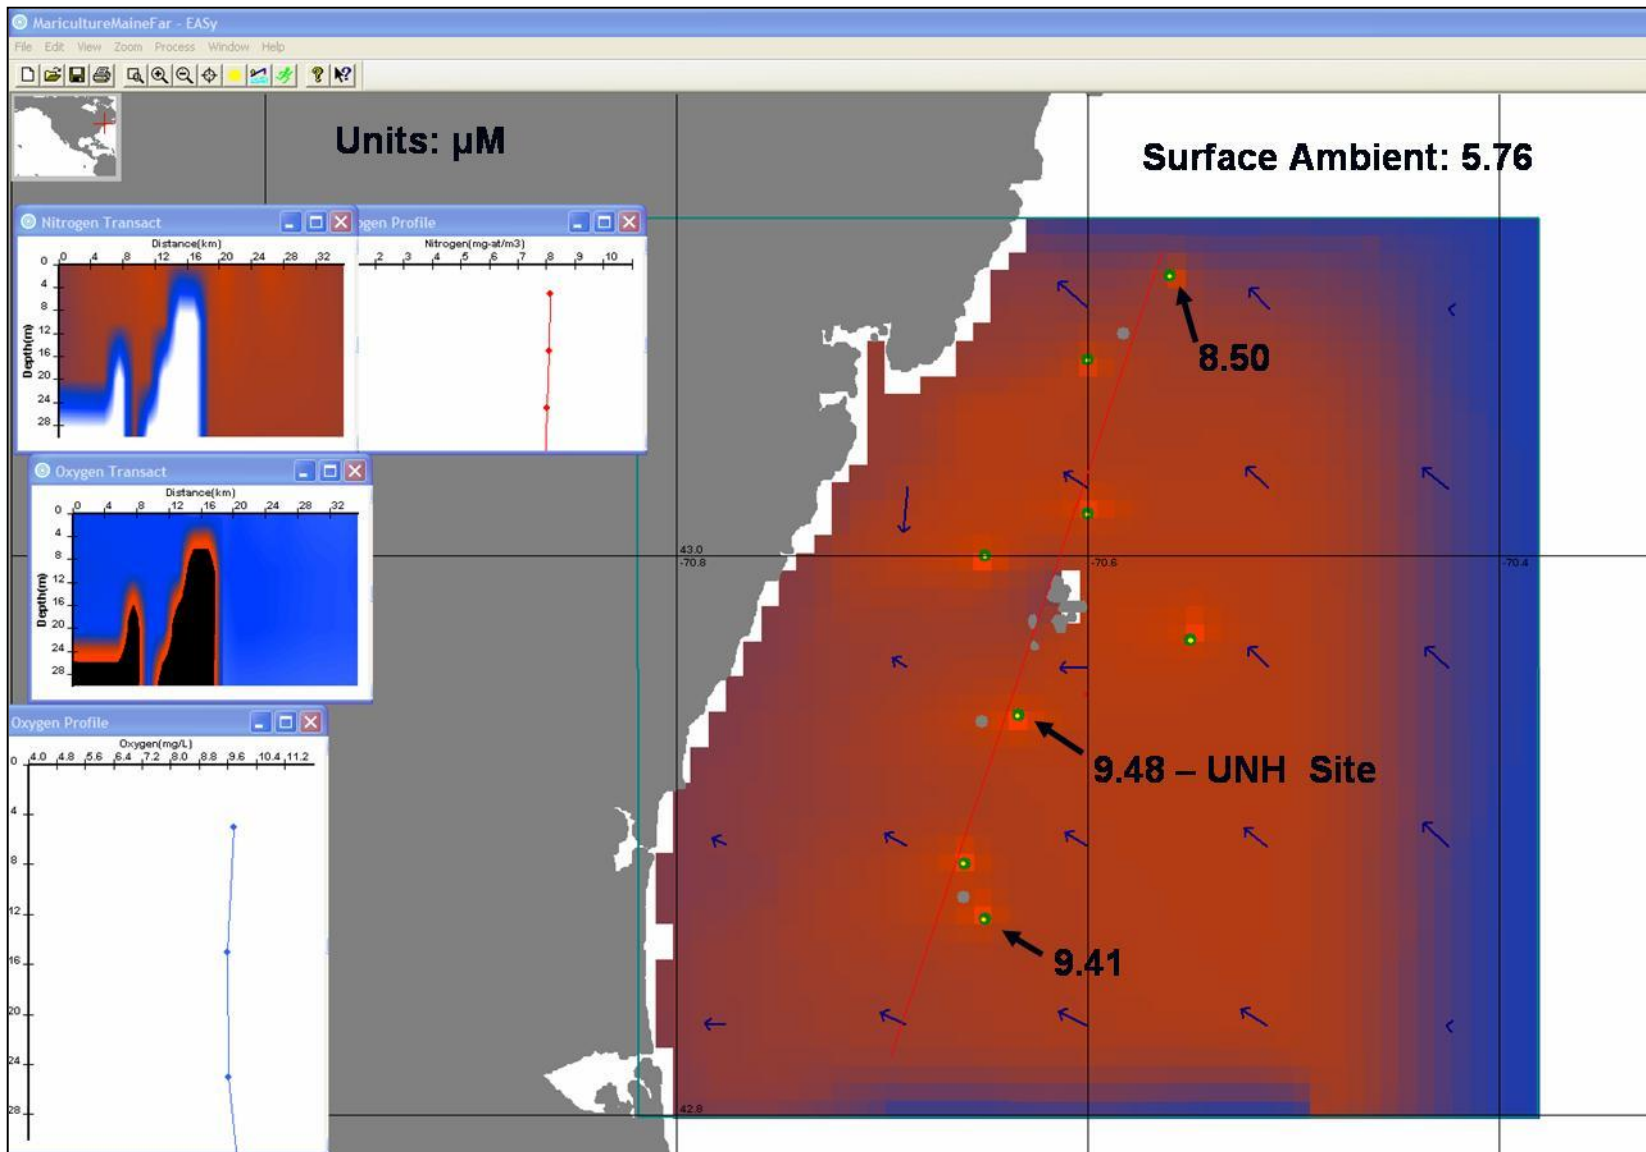 MaricultureMaineFar - EASy
File Edit View Zoom Process Window Help
Units: µM
Surface Ambient: 5.76
Nitrogen Transact
Distance(km)
0 4 8 12 16 20 24 28 32
Depth(m)
0
4
8
12
16
20
24
28
ogen Profile
Nitrogen(mg-at/m3)
2 3 4 5 6 7 8 9 10
8.50
Oxygen Transact
Distance(km)
0 4 8 12 16 20 24 28 32
Depth(m)
0
4
8
12
16
20
24
28
43.0
-70.8
-70.6
-70.4
Oxygen Profile
Oxygen(mg/L)
4.0 4.8 5.6 6.4 7.2 8.0 8.8 9.6 10.4 11.2
0
4
8
12
16
20
24
28
9.48 – UNH Site
9.41
42.8